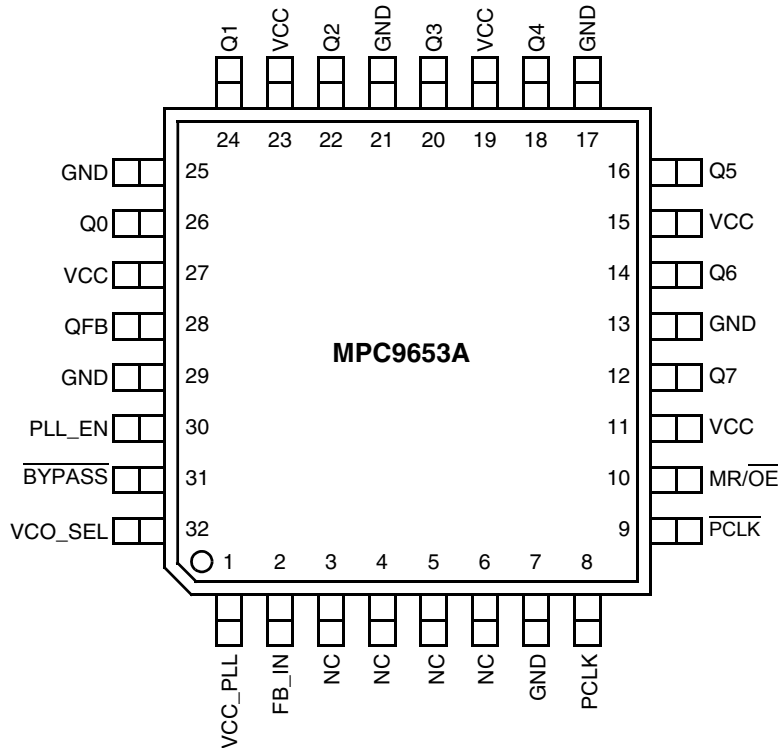 Q1 VCC Q2 GND Q3 VCC Q4 GND
24 23 22 21 20 19 18 17
GND 25 16 Q5
Q0 26 15 VCC
VCC 27 14 Q6
QFB 28 13 GND
MPC9653A
GND 29 12 Q7
PLL_EN 30 11 VCC
B̅Y̅P̅A̅S̅S̅ 31 10 MR/O̅E̅
VCO_SEL 32 9 P̅C̅L̅K̅
1 2 3 4 5 6 7 8
VCC_PLL FB_IN NC NC NC NC GND PCLK